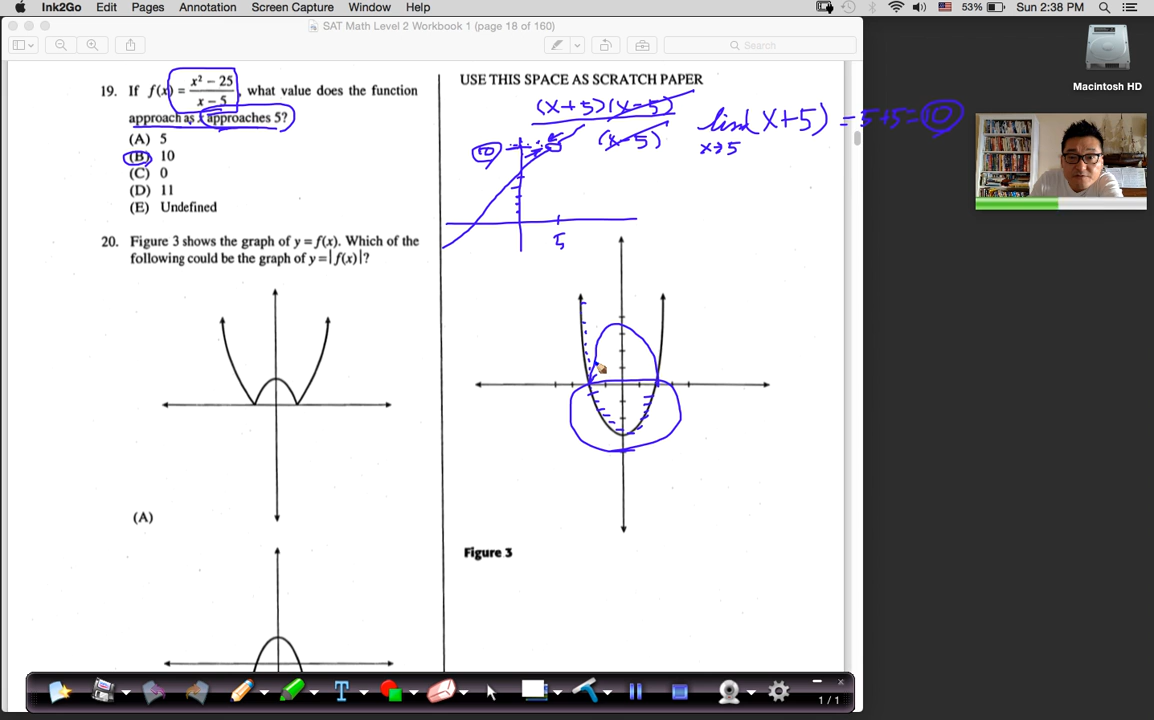 Ink2Go Edit Pages Annotation Screen Capture Window Help 53% Sun 2:38 PM
SAT Math Level 2 Workbook 1 (page 18 of 160)
Search
Macintosh HD
19. If f(x) = x² – 25 / x – 5, what value does the function
approach as x approaches 5?
(A) 5
(B) 10
(C) 0
(D) 11
(E) Undefined
20. Figure 3 shows the graph of y = f(x). Which of the
following could be the graph of y = | f(x)|?
(A)
USE THIS SPACE AS SCRATCH PAPER
(x+5)(x-5)
(x-5)
lim (x+5) = 5+5 = 10
x→5
10
5
Figure 3
T
1 / 1